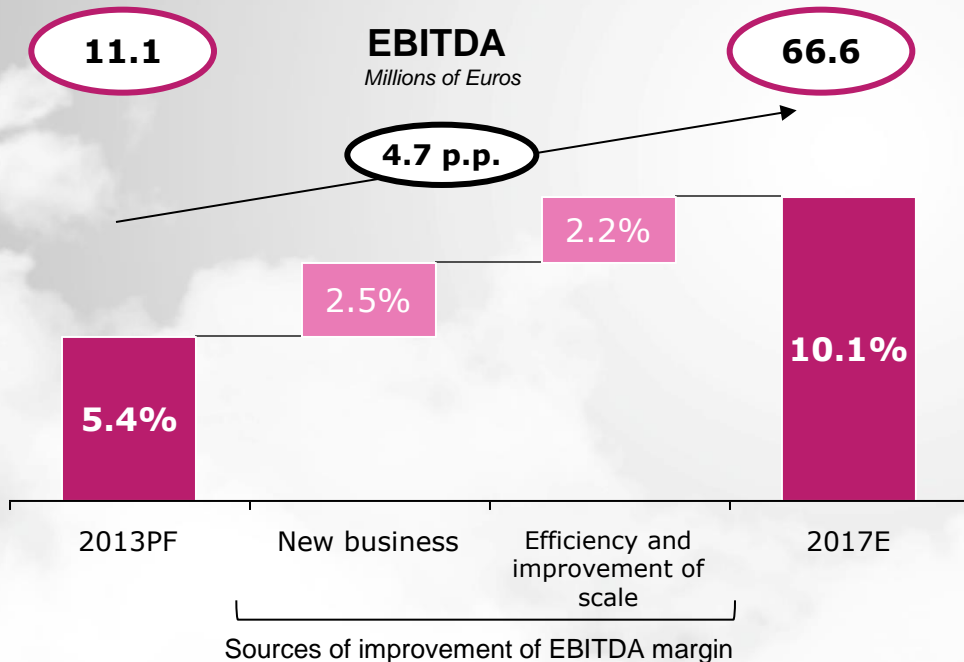 11.1
EBITDA
Millions of Euros
66.6
4.7 p.p.
2.2%
2.5%
10.1%
5.4%
2013PF
New business
Efficiency and
improvement of
scale
2017E
Sources of improvement of EBITDA margin